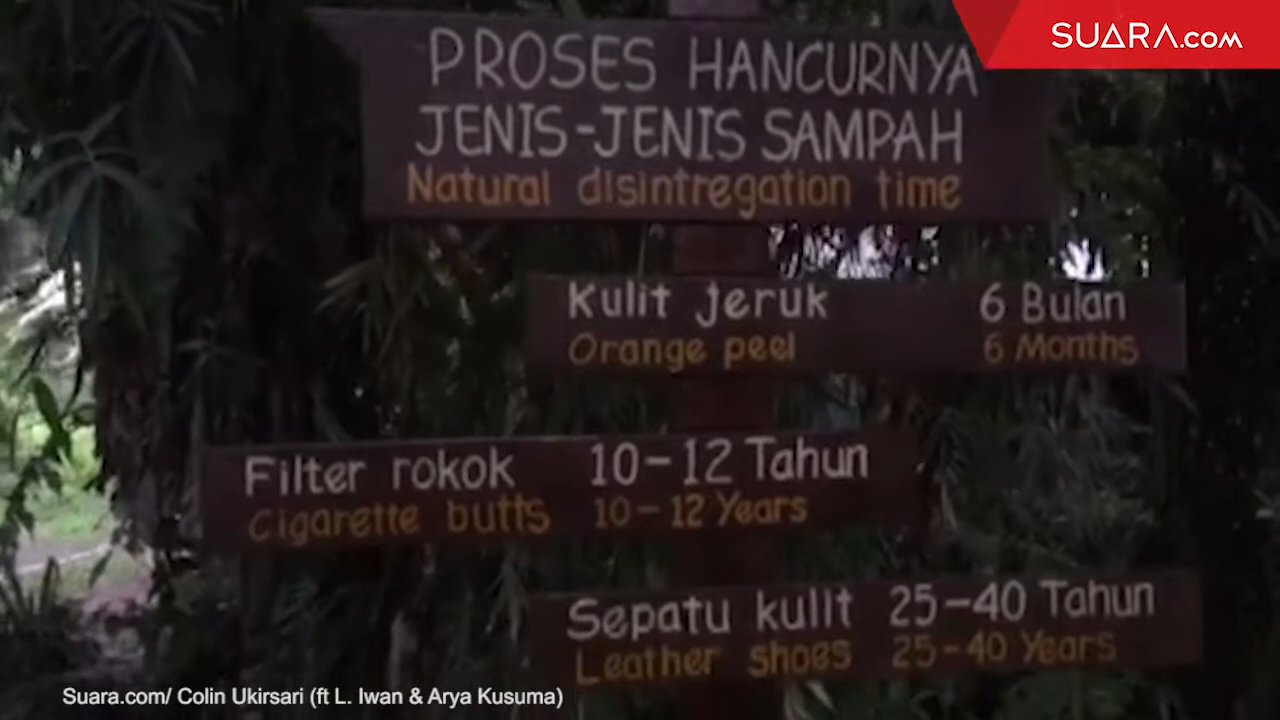 SUARA.com
PROSES HANCURNYA
JENIS-JENIS SAMPAH
Natural disintregation time
Kulit jeruk 6 Bulan
Orange peel 6 Months
Filter rokok 10-12 Tahun
Cigarette butts 10-12 Years
Sepatu kulit 25-40 Tahun
Leather shoes 25-40 Years
Suara.com/ Colin Ukirsari (ft L. Iwan & Arya Kusuma)